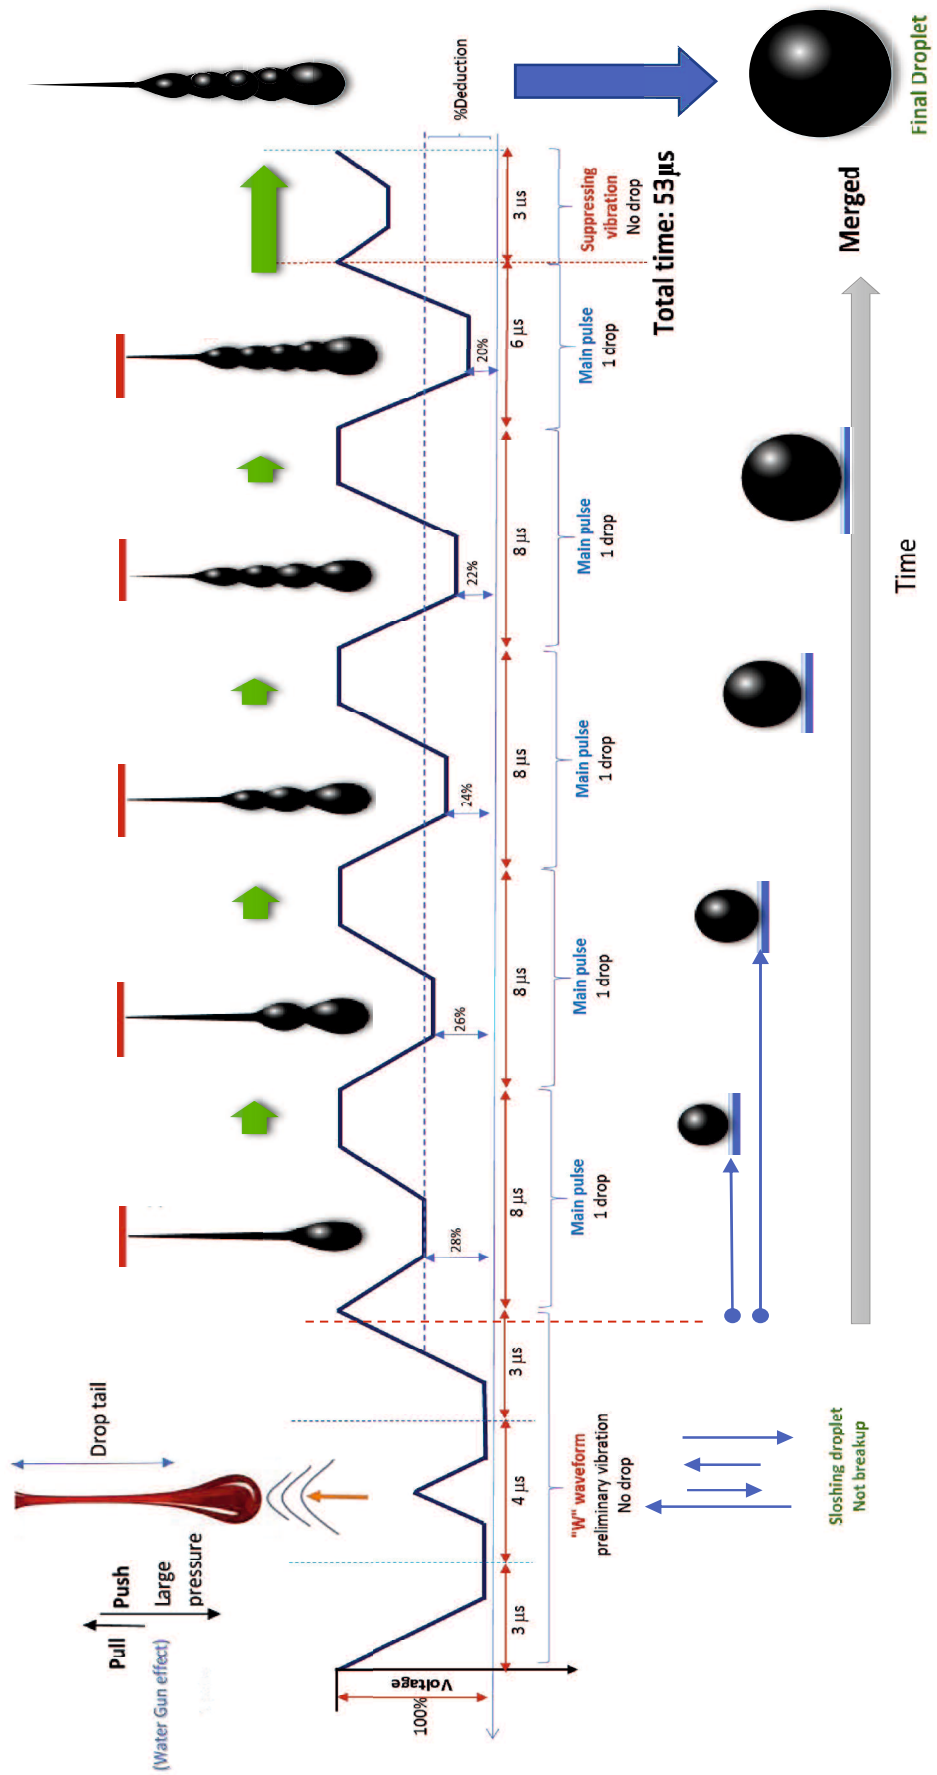 Pull
Push
Large
pressure
(Water Gun effect)
Drop tail
Voltage
100%
3 µs
4 µs
3 µs
8 µs
8 µs
8 µs
8 µs
6 µs
3 µs
28%
26%
24%
22%
20%
%Deduction
"W" waveform
preliminary vibration
No drop
Main pulse
1 drop
Main pulse
1 drop
Main pulse
1 drop
Main pulse
1 drop
Main pulse
1 drop
Suppressing
vibration
No drop
Total time: 53µs
Sloshing droplet
Not breakup
Time
Merged
Final Droplet